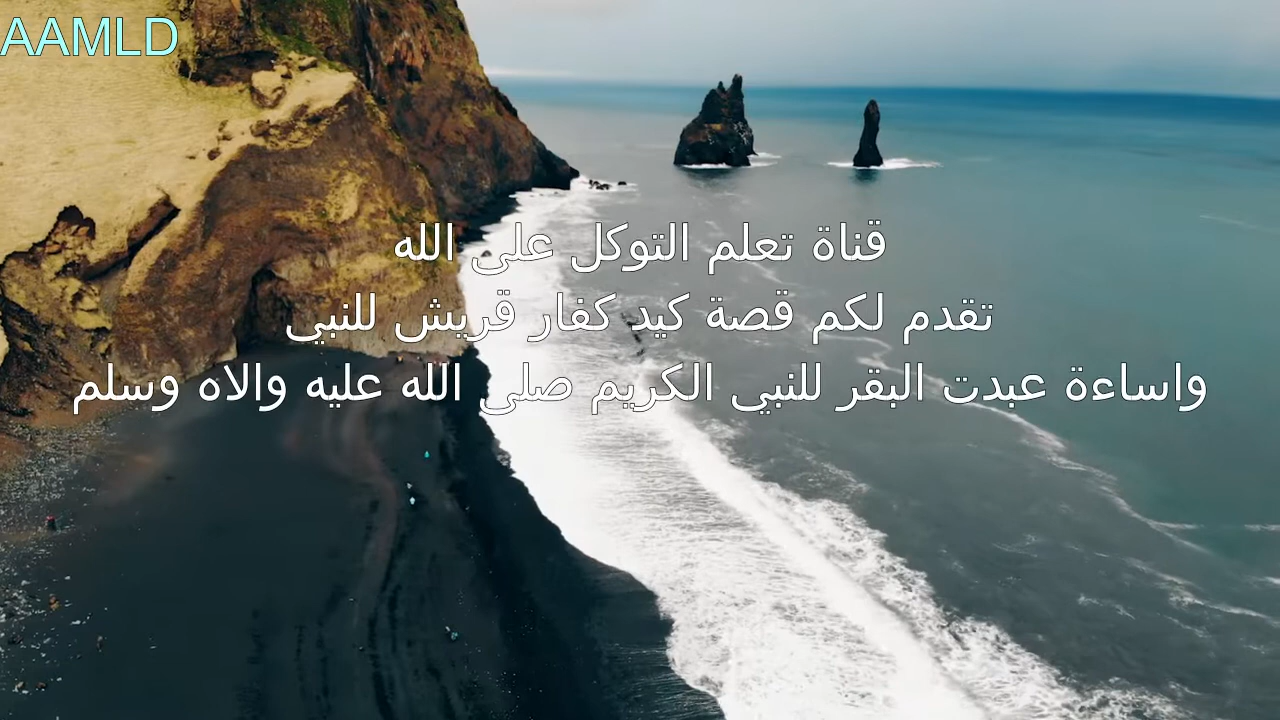 AAMLD
قناة تعلم التوكل على الله
تقدم لكم قصة كيد كفار قريش للنبي
واساءة عبدت البقر للنبي الكريم صلى الله عليه والاه وسلم